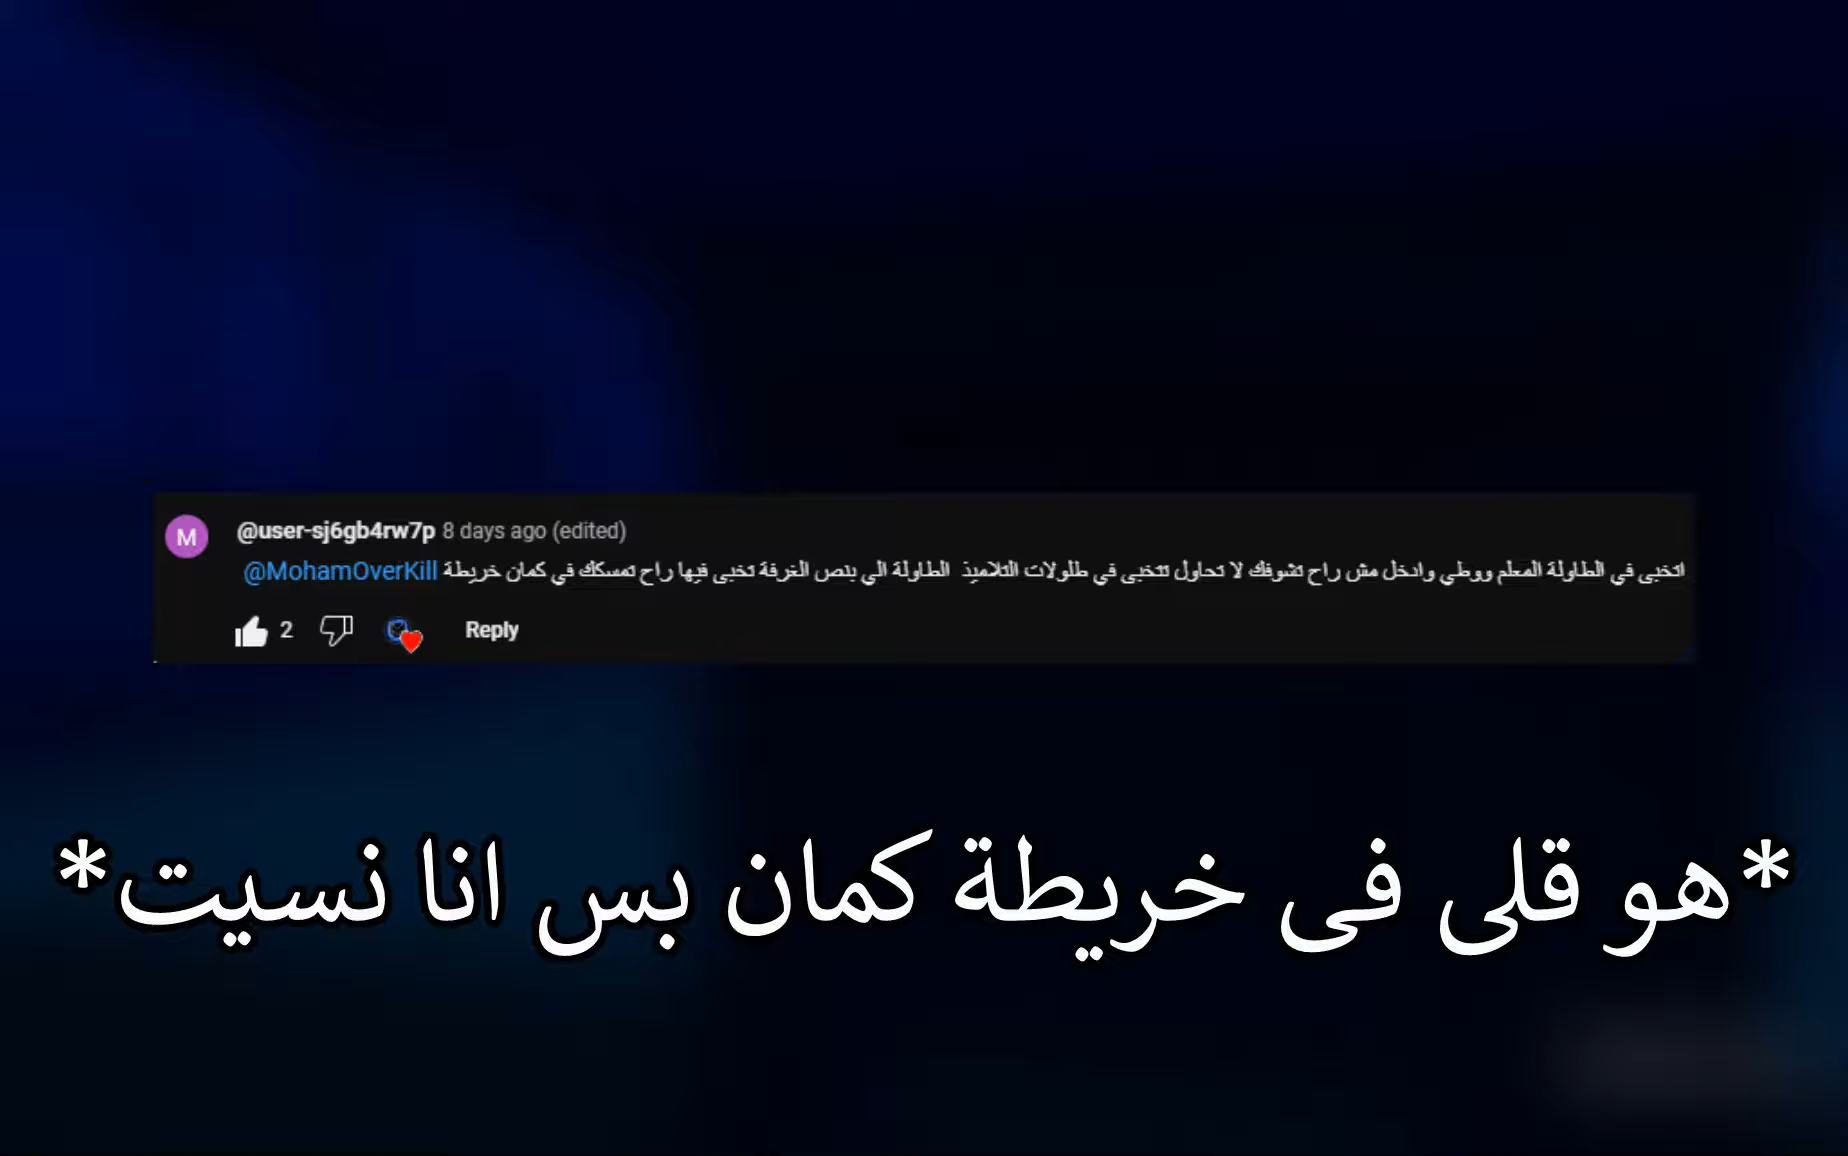 M
@user-sj6gb4rw7p 8 days ago (edited)
@MohamOverKill اتخبى في الطاولة المعلم ووطي وادخل مش راح تشوفك لا تحاول تتخبى في طلولات التلاميذ الطاولة الي بنص الغرفة تخبى فيها راح تمسكك في كمان خريطة
2 Reply
*هو قلى فى خريطة كمان بس انا نسيت*